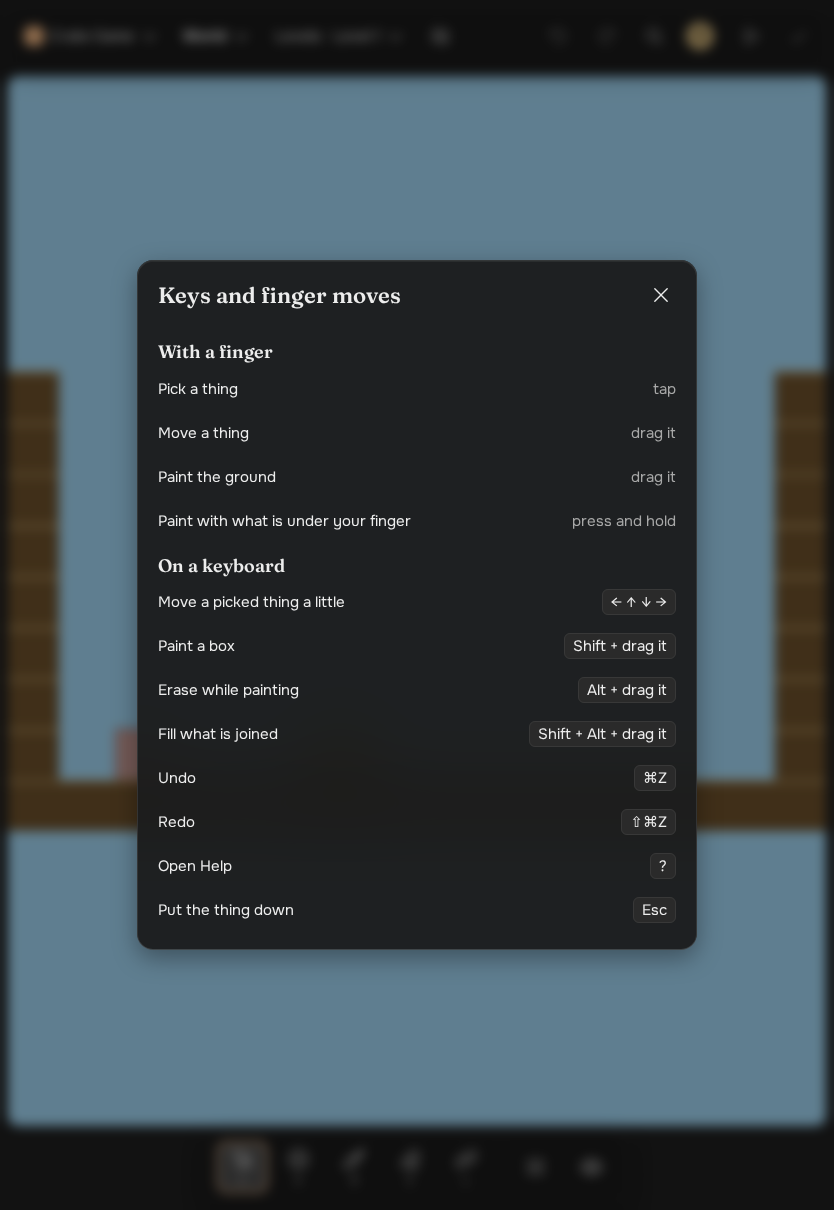 Keys and finger moves
With a finger
Pick a thing tap
Move a thing drag it
Paint the ground drag it
Paint with what is under your finger press and hold
On a keyboard
Move a picked thing a little ← ↑ ↓ →
Paint a box Shift + drag it
Erase while painting Alt + drag it
Fill what is joined Shift + Alt + drag it
Undo ⌘Z
Redo ⇧⌘Z
Open Help ?
Put the thing down Esc